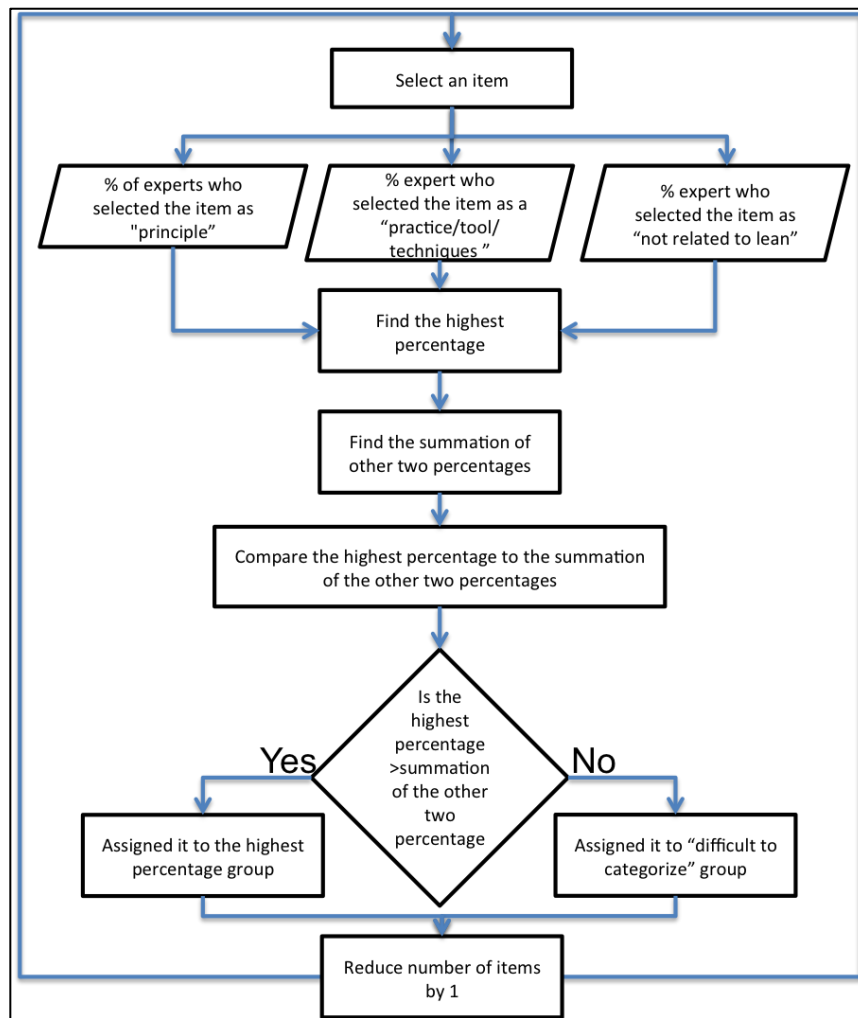 Select an item
% of experts who
selected the item as
"principle”
% expert who
selected the item as a
“practice/tool/
techniques ”
% expert who
selected the item as
“not related to lean”
Find the highest
percentage
Find the summation of
other two percentages
Compare the highest percentage to the summation
of the other two percentages
Is the
highest
percentage
>summation
of the other
two
percentage
Yes
No
Assigned it to the highest
percentage group
Assigned it to “difficult to
categorize” group
Reduce number of items
by 1